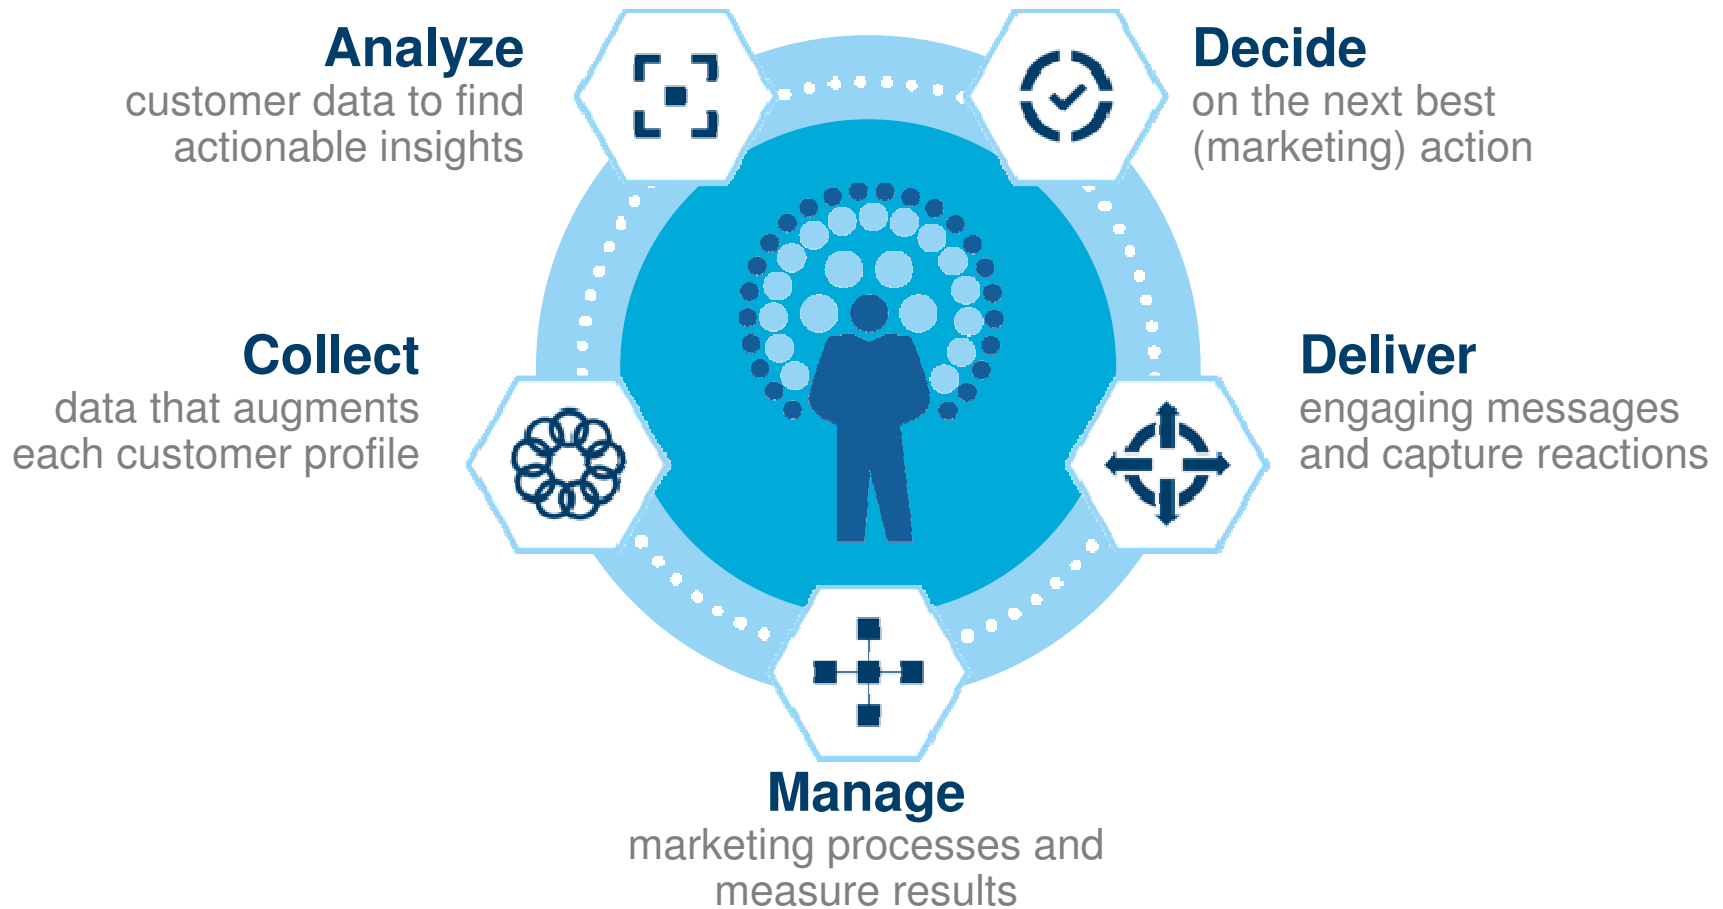 Analyze
customer data to find
actionable insights
Decide
on the next best
(marketing) action
Collect
data that augments
each customer profile
Deliver
engaging messages
and capture reactions
Manage
marketing processes and
measure results